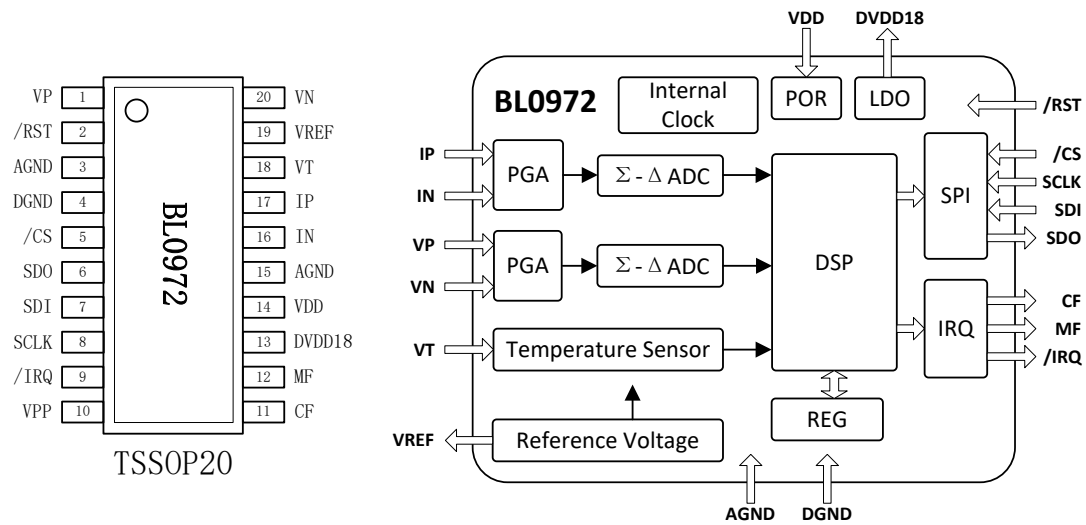 VP 1 20 VN
/RST 2 19 VREF
AGND 3 18 VT
DGND 4 17 IP
/CS 5 16 IN
SDO 6 15 AGND
SDI 7 14 VDD
SCLK 8 13 DVDD18
/IRQ 9 12 MF
VPP 10 11 CF
BL0972
TSSOP20
VDD DVDD18
BL0972
Internal
Clock
POR
LDO
/RST
IP
IN
PGA
Σ-Δ ADC
VP
VN
PGA
Σ-Δ ADC
DSP
SPI
/CS
SCLK
SDI
SDO
IRQ
CF
MF
/IRQ
VT
Temperature Sensor
REG
VREF
Reference Voltage
AGND DGND